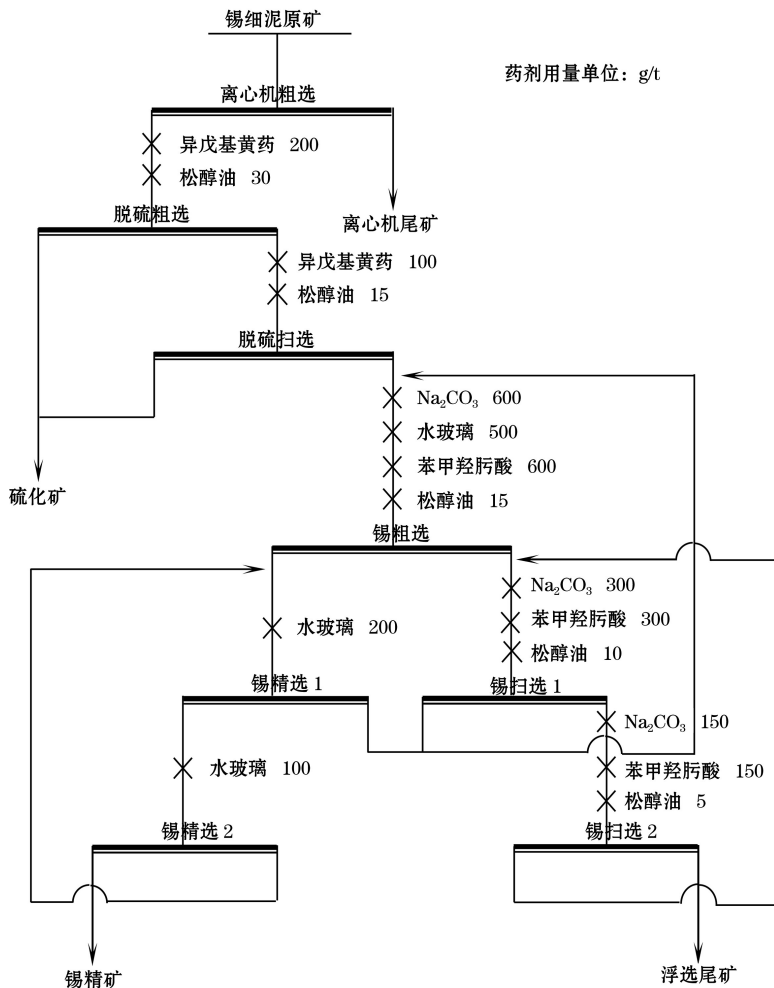 锡细泥原矿
药剂用量单位：g/t
离心机粗选
异戊基黄药 200
松醇油 30
离心机尾矿
脱硫粗选
异戊基黄药 100
松醇油 15
脱硫扫选
Na₂CO₃ 600
水玻璃 500
苯甲羟肟酸 600
松醇油 15
硫化矿
锡粗选
Na₂CO₃ 300
水玻璃 200
苯甲羟肟酸 300
松醇油 10
锡精选 1
锡扫选 1
Na₂CO₃ 150
水玻璃 100
苯甲羟肟酸 150
松醇油 5
锡精选 2
锡扫选 2
锡精矿
浮选尾矿